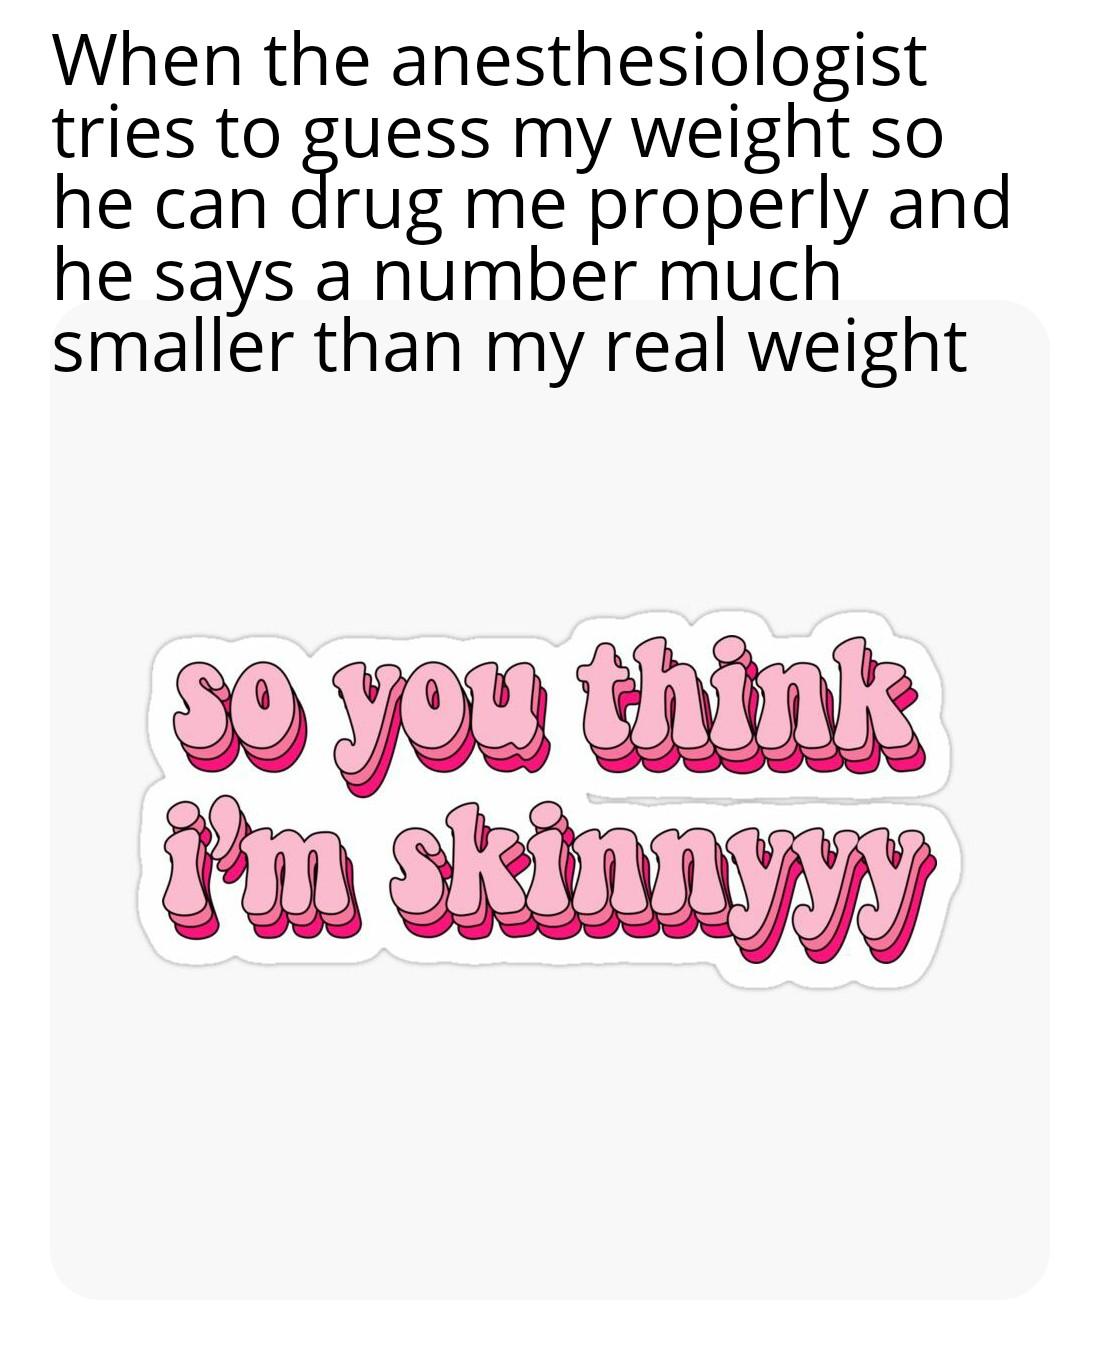 When the anesthesiologist
tries to guess my weight so
he can drug me properly and
he says a number much
smaller than my real weight
so you think
i'm skinnyyy